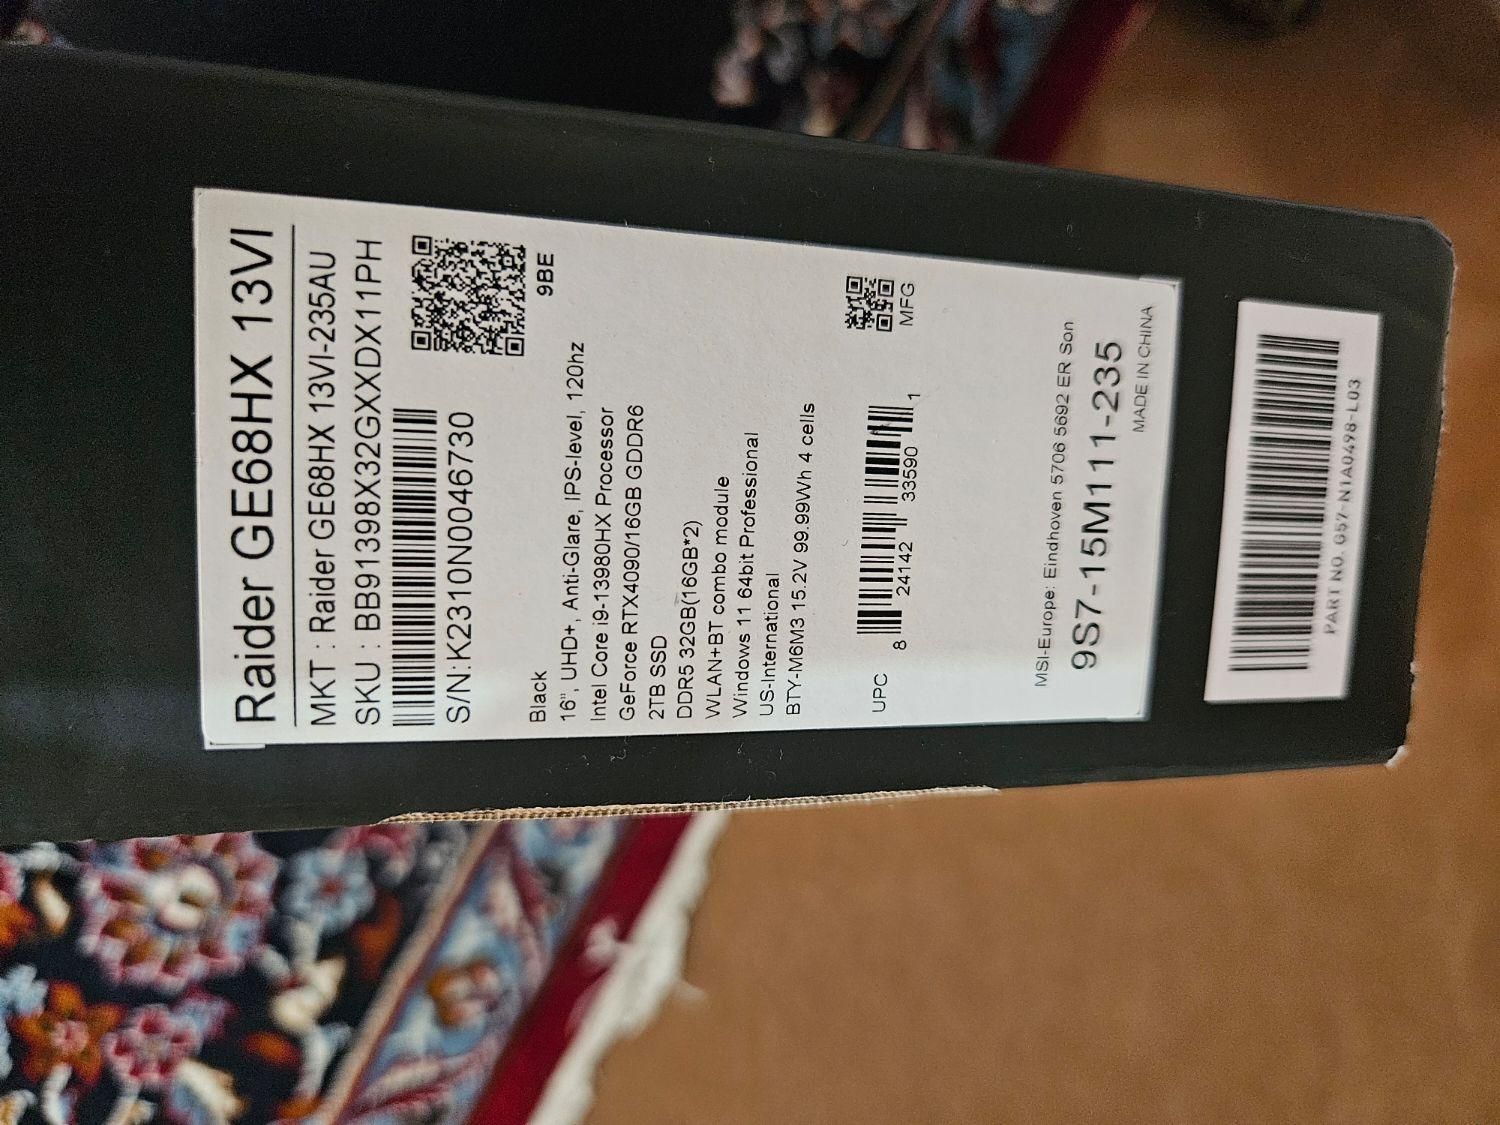 Raider GE68HX 13VI
MKT : Raider GE68HX 13VI-235AU
SKU : BB91398X32GXXDX11PH
S/N: K2310N0046730
9BE
Black
16", UHD+, Anti-Glare, IPS-level, 120hz
Intel Core i9-13980HX Processor
GeForce RTX4090/16GB GDDR6
2TB SSD
DDR5 32GB(16GB*2)
WLAN+BT combo module
Windows 11 64bit Professional
US-International
BTY-M6M3 15.2V 99.99Wh 4 cells
UPC
8 24142 33590 1
MFG
MSI-Europe: Eindhoven 5706 5692 ER Son
9S7-15M111-235
MADE IN CHINA
PART NO. G57-N1A0498-L03